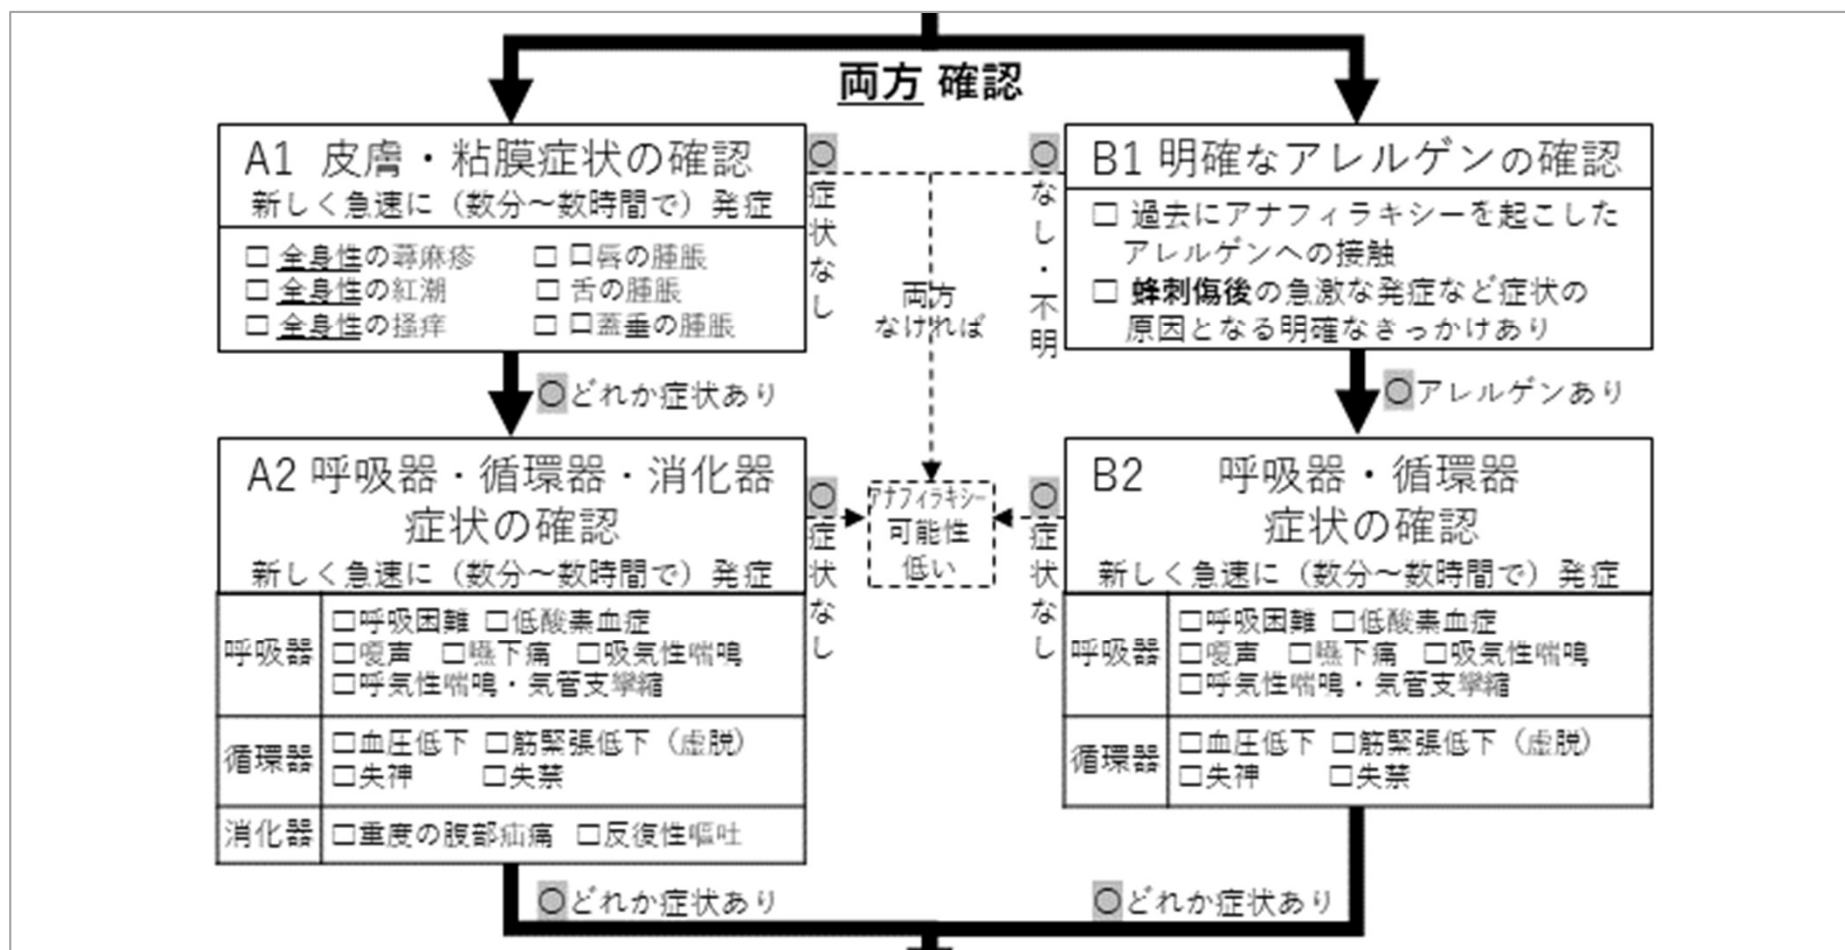 両方 確認
A1 皮膚・粘膜症状の確認
新しく急速に（数分～数時間で）発症
□ 全身性の蕁麻疹 □ 口唇の腫脹
□ 全身性の紅潮 □ 舌の腫脹
□ 全身性の掻痒 □ 口蓋垂の腫脹
○症状なし
○どれか症状あり
B1 明確なアレルゲンの確認
□ 過去にアナフィラキシーを起こした
アレルゲンへの接触
□ 蜂刺傷後の急激な発症など症状の
原因となる明確なきっかけあり
○なし・不明
○アレルゲンあり
両方
なければ
アナフィラキシー
可能性
低い
A2 呼吸器・循環器・消化器
症状の確認
新しく急速に（数分～数時間で）発症
呼吸器
□呼吸困難 □低酸素血症
□嗄声 □嚥下痛 □吸気性喘鳴
□呼気性喘鳴・気管支攣縮
循環器
□血圧低下 □筋緊張低下（虚脱）
□失神 □失禁
消化器
□重度の腹部疝痛 □反復性嘔吐
○症状なし
○どれか症状あり
B2 呼吸器・循環器
症状の確認
新しく急速に（数分～数時間で）発症
呼吸器
□呼吸困難 □低酸素血症
□嗄声 □嚥下痛 □吸気性喘鳴
□呼気性喘鳴・気管支攣縮
循環器
□血圧低下 □筋緊張低下（虚脱）
□失神 □失禁
○症状なし
○どれか症状あり